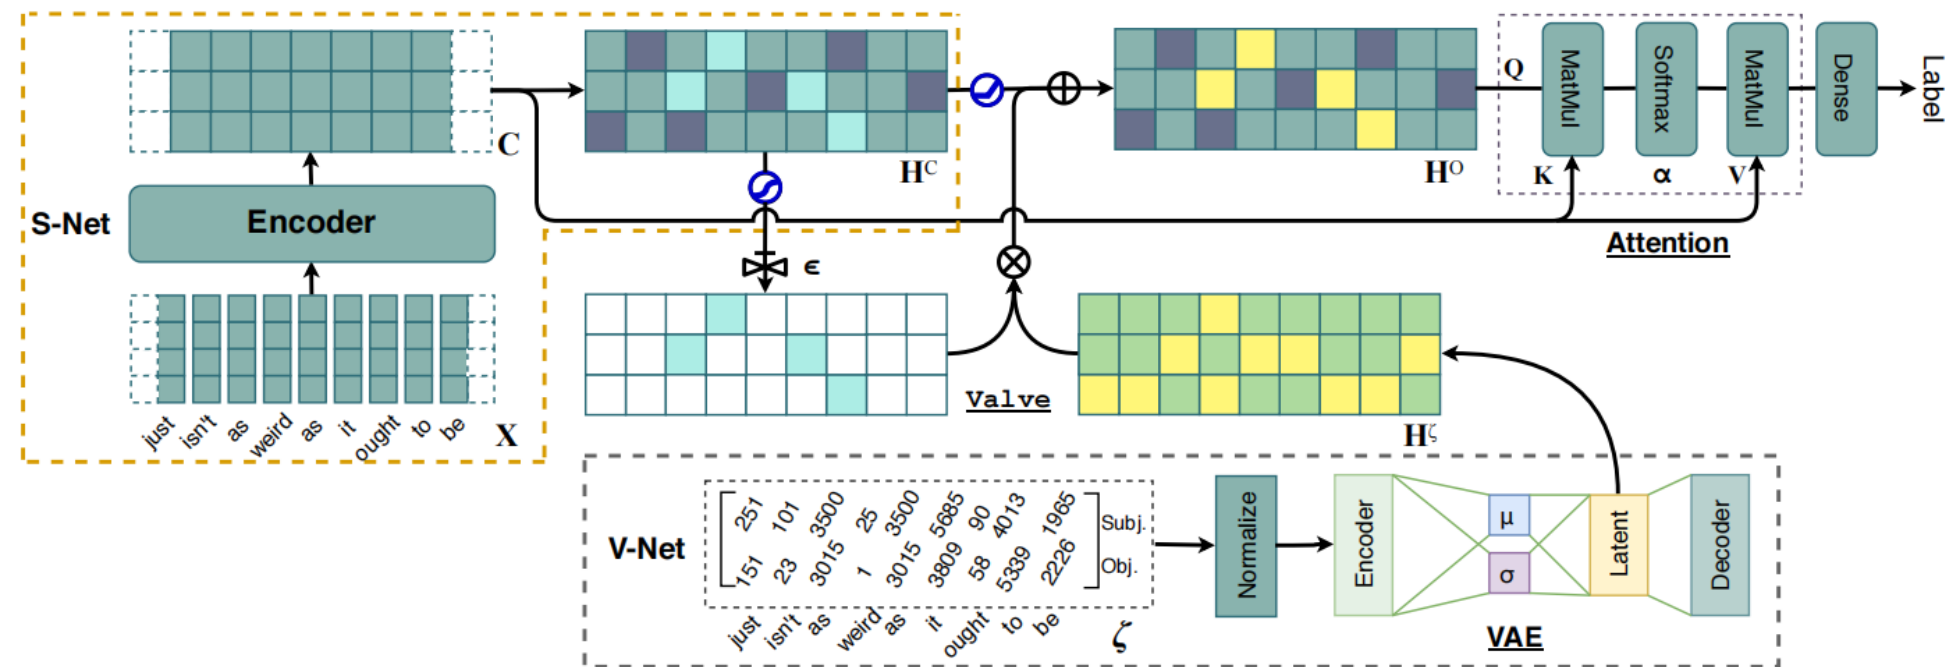 S-Net
C
Encoder
just isn't as weird as it ought to be
X
H^C
ϵ
H^O
Q
K
V
MatMul
Softmax
MatMul
α
Dense
Label
Attention
Valve
H^ζ
V-Net
251 101 3500 25 3500 5685 90 4013 1965 Subj.
151 23 3015 1 3015 3809 58 5339 2226 Obj.
just isn't as weird as it ought to be
ζ
Normalize
Encoder
μ
σ
Latent
Decoder
VAE